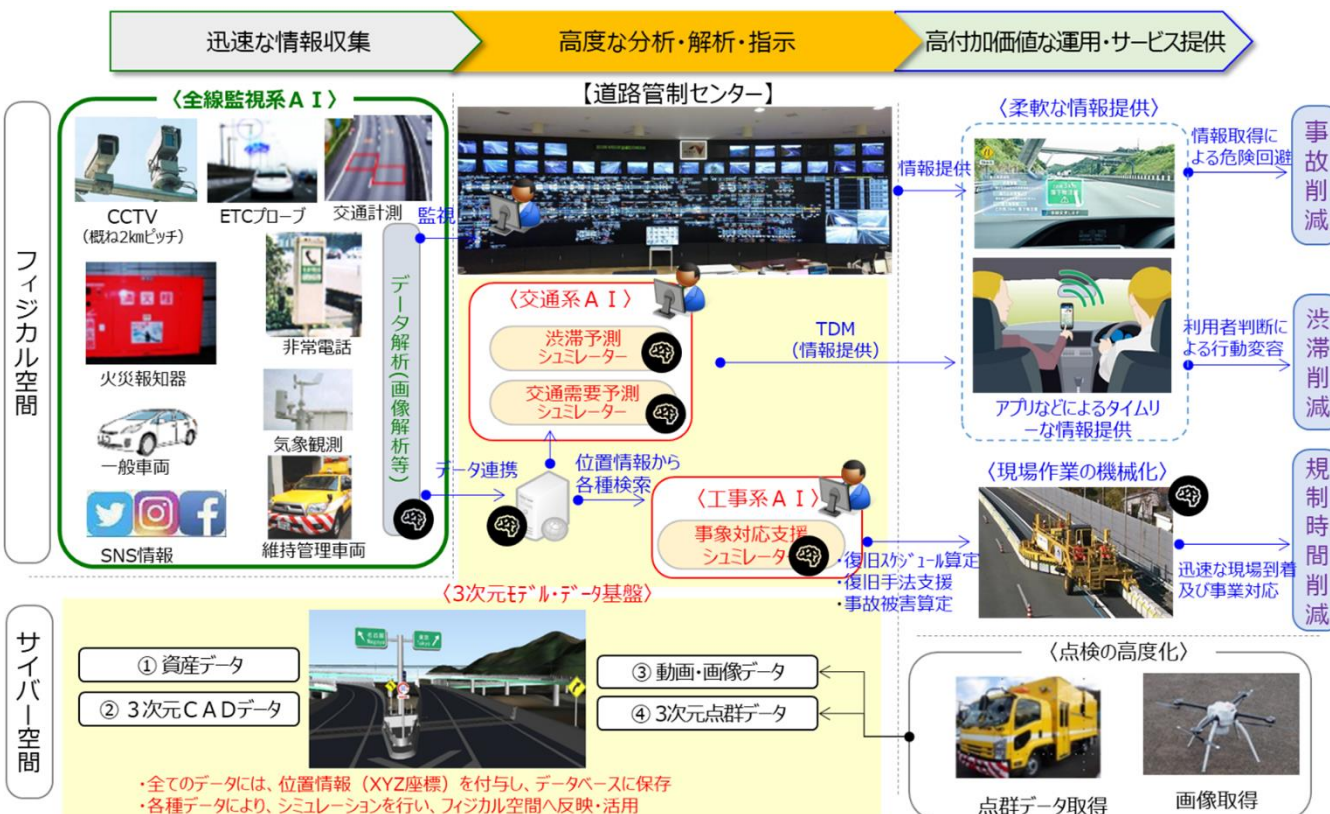 迅速な情報収集
高度な分析・解析・指示
高付加価値な運用・サービス提供
フィジカル空間
〈全線監視系ＡＩ〉
CCTV
（概ね2kmピッチ）
ETCプローブ
交通計測
非常電話
火災報知器
気象観測
一般車両
SNS情報
維持管理車両
データ解析(画像解析等)
監視
データ連携
【道路管制センター】
〈交通系ＡＩ〉
渋滞予測
シュミレーター
交通需要予測
シュミレーター
位置情報から
各種検索
〈工事系ＡＩ〉
事象対応支援
シュミレーター
・復旧ｽｹｼﾞｭｰﾙ算定
・復旧手法支援
・事故被害算定
情報提供
TDM
(情報提供)
〈柔軟な情報提供〉
アプリなどによるタイムリ
ーな情報提供
情報取得に
よる危険回避
事故削減
利用者判断に
よる行動変容
渋滞削減
〈現場作業の機械化〉
迅速な現場到着
及び事業対応
規制時間削減
サイバー空間
〈3次元ﾓﾃﾞﾙ・ﾃﾞｰﾀ基盤〉
① 資産データ
② ３次元ＣＡＤデータ
③ 動画・画像データ
④ 3次元点群データ
・全てのデータには、位置情報（XYZ座標）を付与し、データベースに保存
・各種データにより、シミュレーションを行い、フィジカル空間へ反映・活用
〈点検の高度化〉
点群データ取得
画像取得